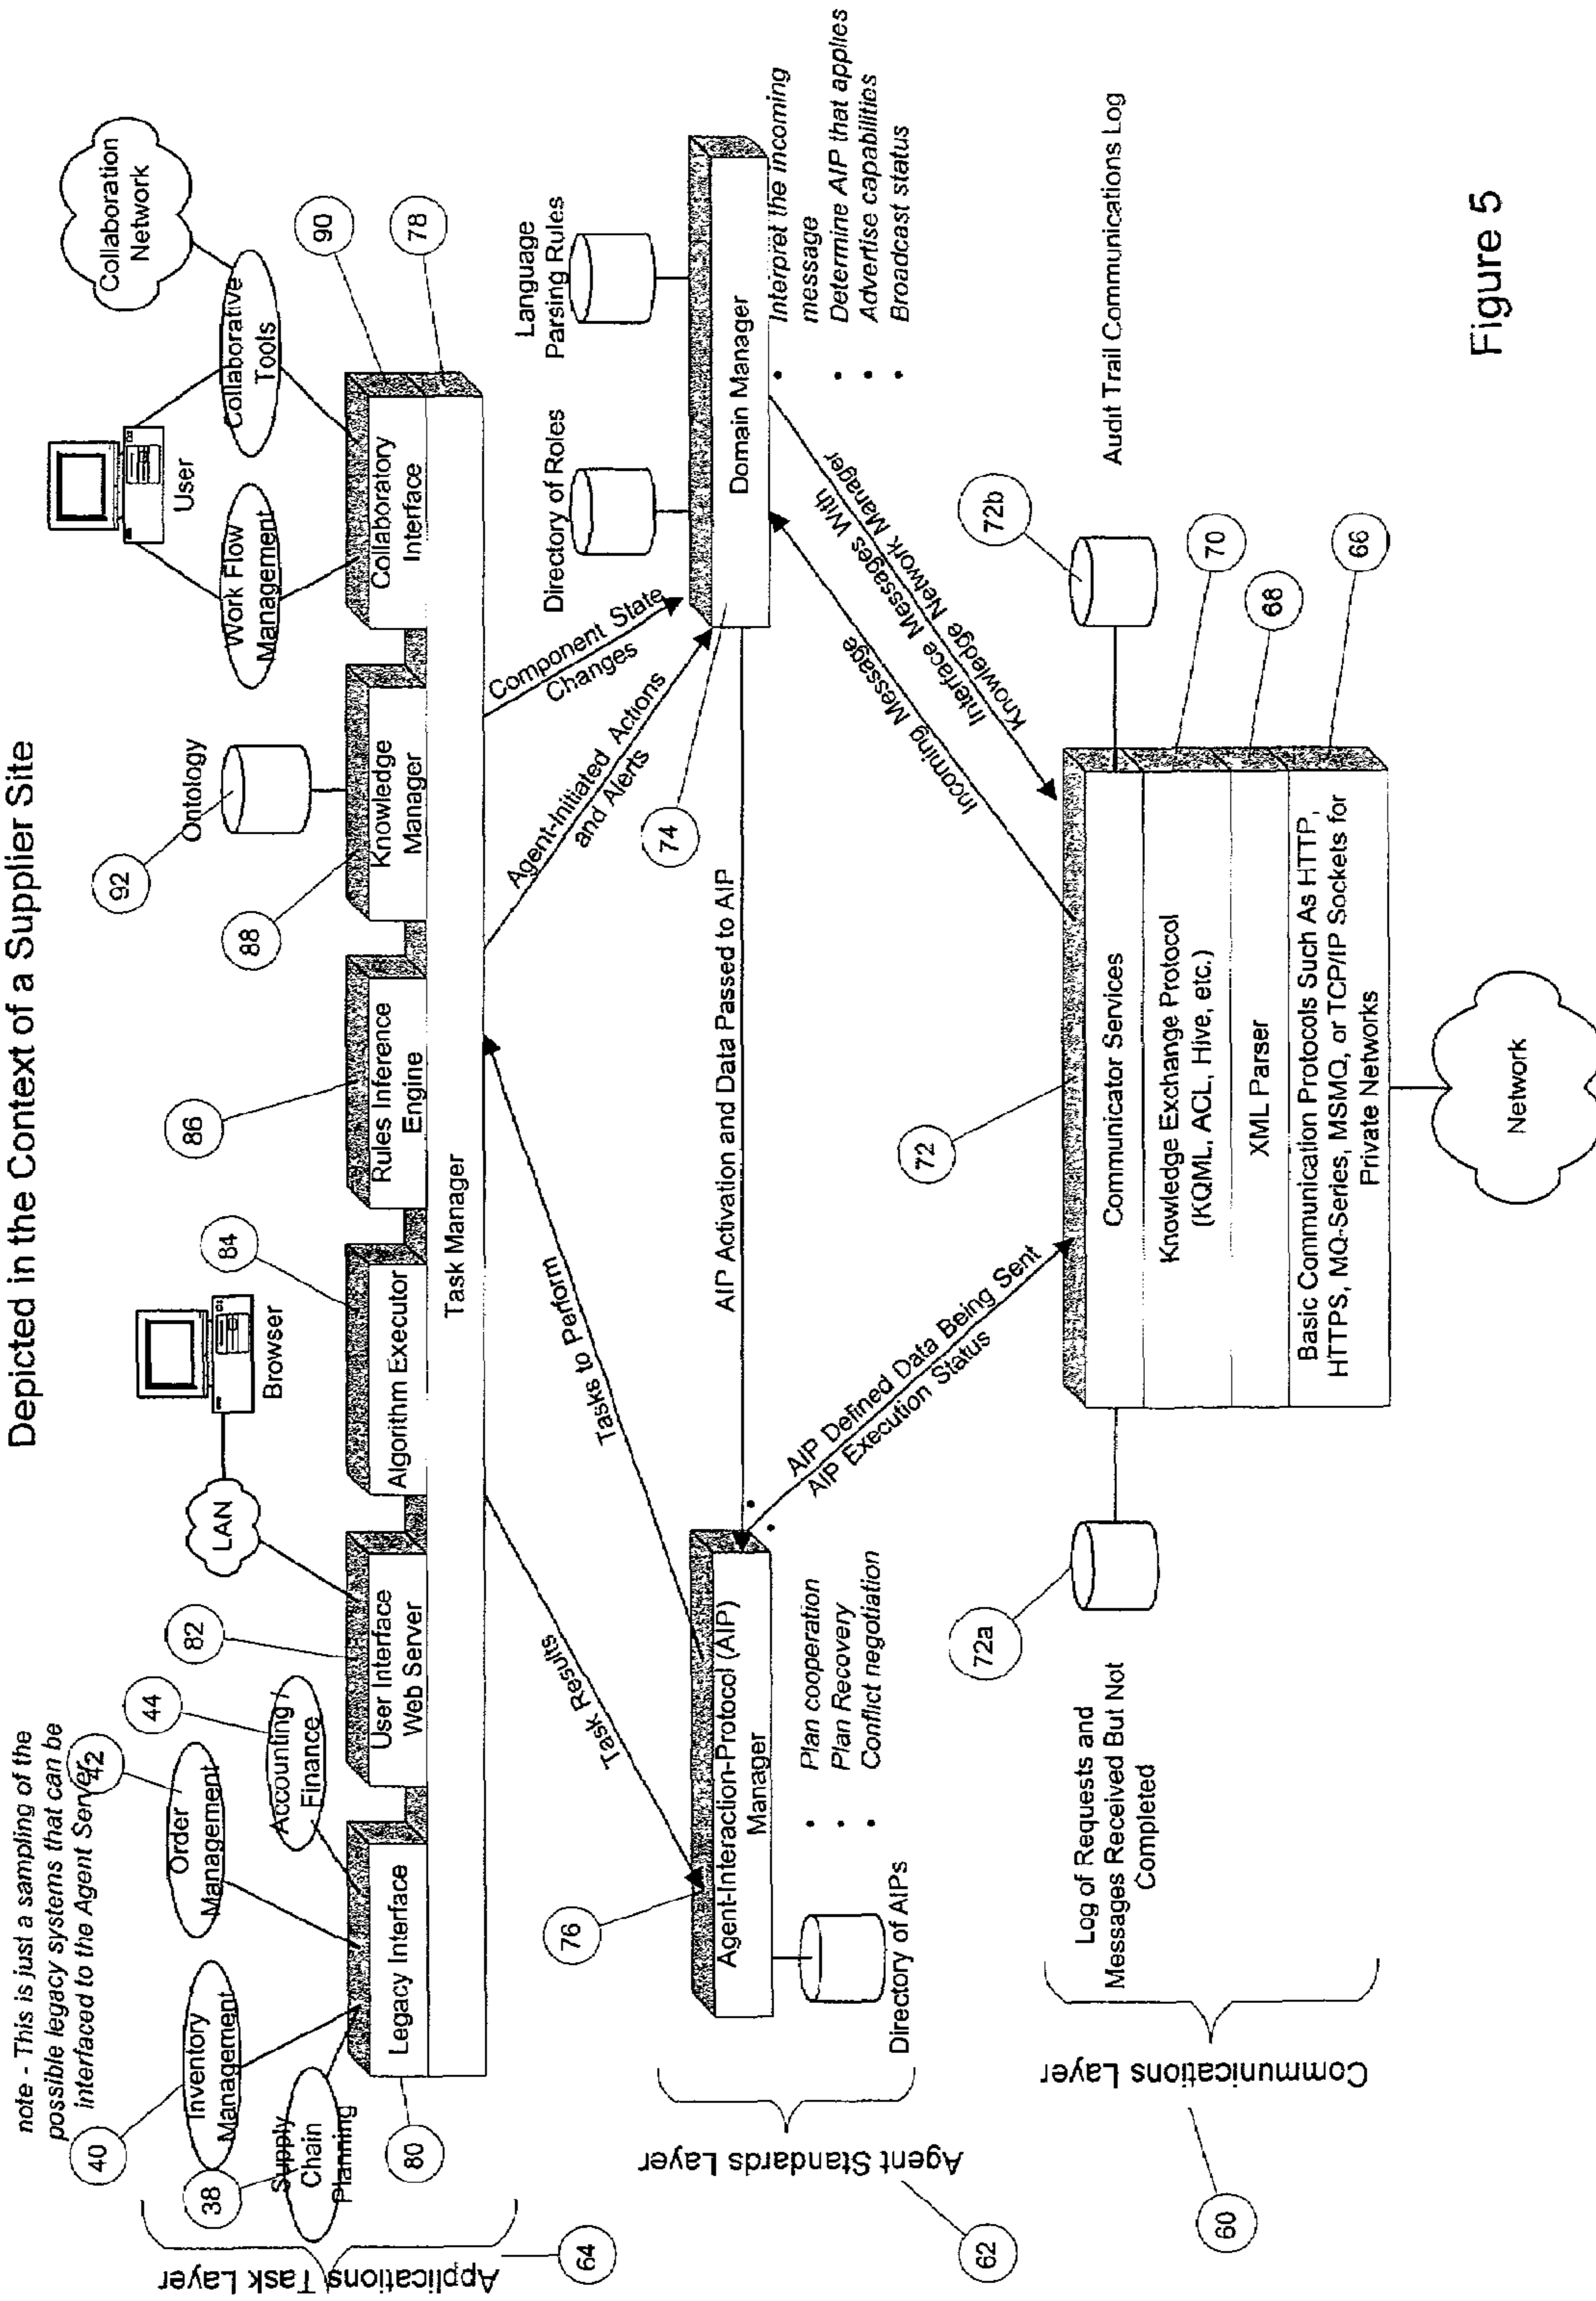 Depicted in the Context of a Supplier Site
note - This is just a sampling of the
possible legacy systems that can be
interfaced to the Agent Server
40
Inventory
Management
38
Supply
Chain
Planning
42
Order
Management
44
Accounting /
Finance
82
LAN
Browser
84
86
88
92
Ontology
Work Flow
Management
User
Collaborative
Tools
Collaboration
Network
90
78
80
Legacy Interface
User Interface
Web Server
Algorithm Executor
Rules Inference
Engine
Knowledge
Manager
Collaboratory
Interface
Task Manager
Applications Task Layer
64
Task Results
Tasks to Perform
Agent-Initiated Actions
and Alerts
Component State
Changes
Directory of Roles
Language
Parsing Rules
76
Agent-Interaction-Protocol (AIP)
Manager
• Plan cooperation
• Plan Recovery
• Conflict negotiation
Directory of AIPs
AIP Activation and Data Passed to AIP
74
Domain Manager
• Interpret the incoming
message
• Determine AIP that applies
• Advertise capabilities
• Broadcast status
Agent Standards Layer
62
• AIP Defined Data Being Sent
• AIP Execution Status
Incoming Message
Interface Messages With
Knowledge Network Manager
72
72a
Log of Requests and
Messages Received But Not
Completed
72b
Audit Trail Communications Log
Communicator Services
Knowledge Exchange Protocol
(KQML, ACL, Hive, etc.)
70
XML Parser
68
Basic Communication Protocols Such As HTTP,
HTTPS, MQ-Series, MSMQ, or TCP/IP Sockets for
Private Networks
66
Network
Communications Layer
60
Figure 5